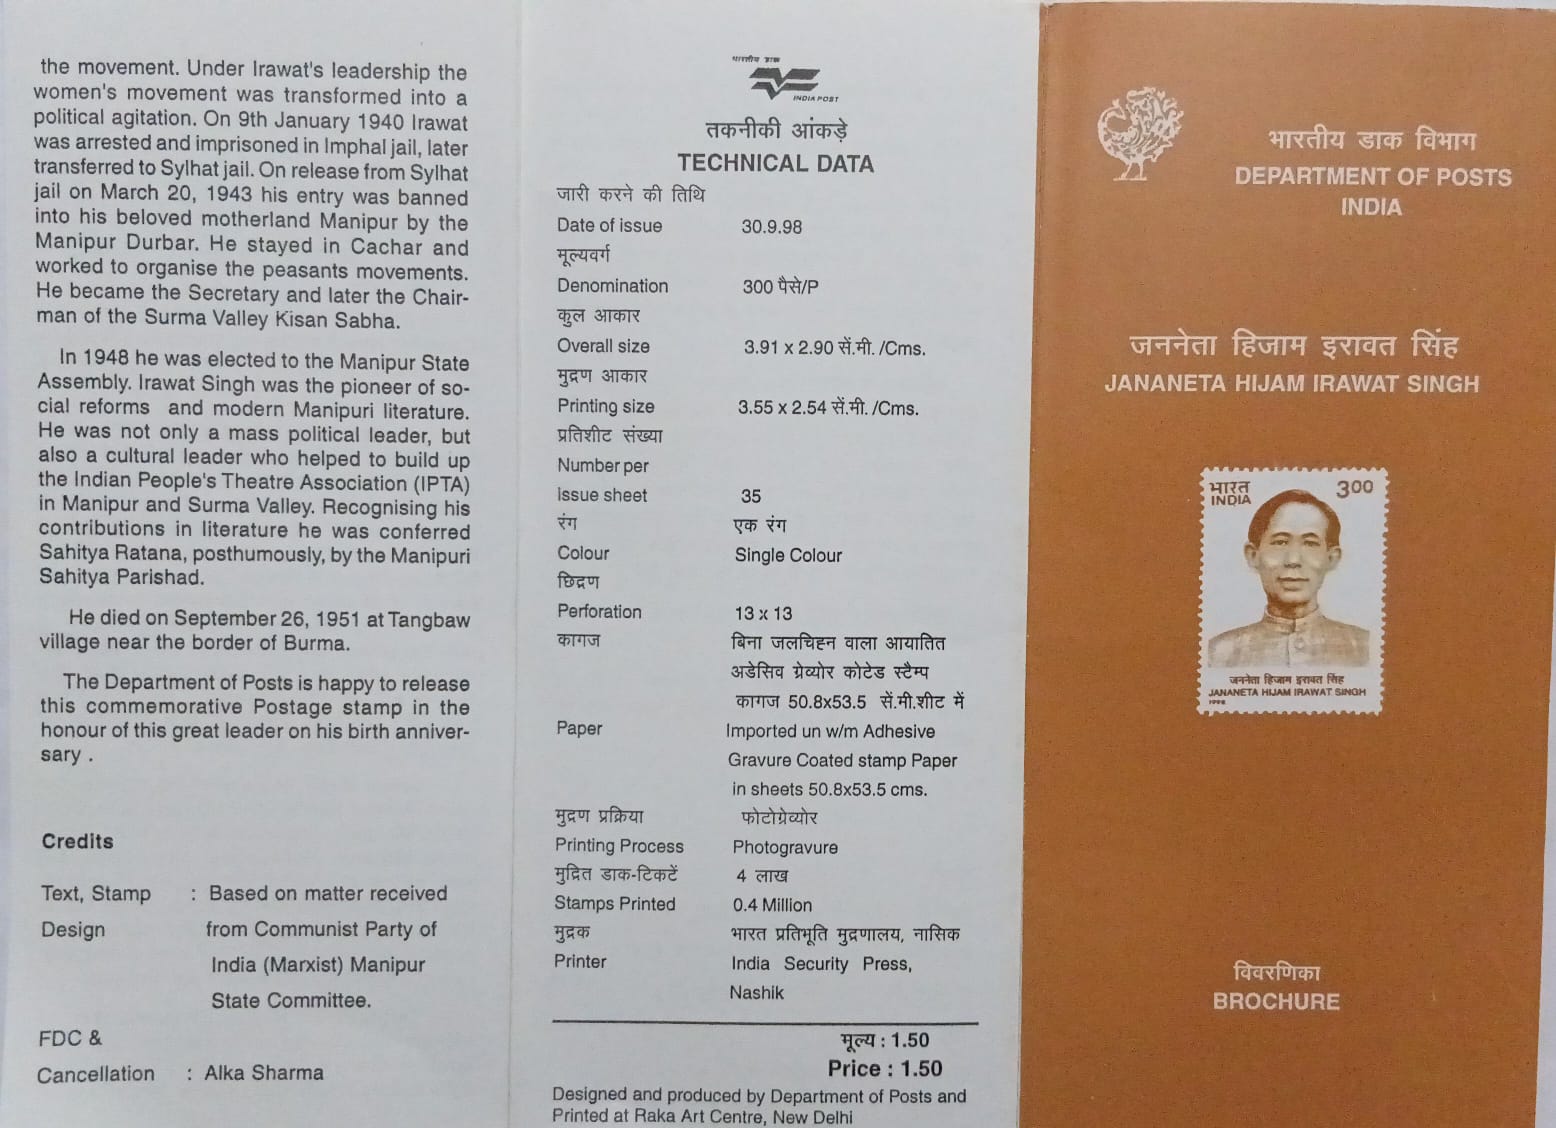 the movement. Under Irawat's leadership the
women's movement was transformed into a
political agitation. On 9th January 1940 Irawat
was arrested and imprisoned in Imphal jail, later
transferred to Sylhat jail. On release from Sylhat
jail on March 20, 1943 his entry was banned
into his beloved motherland Manipur by the
Manipur Durbar. He stayed in Cachar and
worked to organise the peasants movements.
He became the Secretary and later the Chair-
man of the Surma Valley Kisan Sabha.
In 1948 he was elected to the Manipur State
Assembly. Irawat Singh was the pioneer of so-
cial reforms and modern Manipuri literature.
He was not only a mass political leader, but
also a cultural leader who helped to build up
the Indian People's Theatre Association (IPTA)
in Manipur and Surma Valley. Recognising his
contributions in literature he was conferred
Sahitya Ratana, posthumously, by the Manipuri
Sahitya Parishad.
He died on September 26, 1951 at Tangbaw
village near the border of Burma.
The Department of Posts is happy to release
this commemorative Postage stamp in the
honour of this great leader on his birth anniver-
sary .
Credits
Text, Stamp : Based on matter received
Design from Communist Party of
India (Marxist) Manipur
State Committee.
FDC &
Cancellation : Alka Sharma
भारतीय डाक
INDIA POST
तकनीकी आंकड़े
TECHNICAL DATA
जारी करने की तिथि
Date of issue 30.9.98
मूल्यवर्ग
Denomination 300 पैसे/P
कुल आकार
Overall size 3.91 x 2.90 सें.मी. /Cms.
मुद्रण आकार
Printing size 3.55 x 2.54 सें.मी. /Cms.
प्रतिशीट संख्या
Number per
Issue sheet 35
रंग एक रंग
Colour Single Colour
छिद्रण
Perforation 13 x 13
कागज बिना जलचिह्न वाला आयातित
अडेसिव ग्रेव्योर कोटेड स्टैम्प
कागज 50.8x53.5 सें.मी.शीट में
Paper Imported un w/m Adhesive
Gravure Coated stamp Paper
in sheets 50.8x53.5 cms.
मुद्रण प्रक्रिया फोटोग्रेव्योर
Printing Process Photogravure
मुद्रित डाक-टिकटें 4 लाख
Stamps Printed 0.4 Million
मुद्रक भारत प्रतिभूति मुद्रणालय, नासिक
Printer India Security Press,
Nashik
मूल्य : 1.50
Price : 1.50
Designed and produced by Department of Posts and
Printed at Raka Art Centre, New Delhi
भारतीय डाक विभाग
DEPARTMENT OF POSTS
INDIA
जननेता हिजाम इरावत सिंह
JANANETA HIJAM IRAWAT SINGH
भारत 3.00
INDIA
जननेता हिजाम इरावत सिंह
JANANETA HIJAM IRAWAT SINGH
1998
विवरणिका
BROCHURE